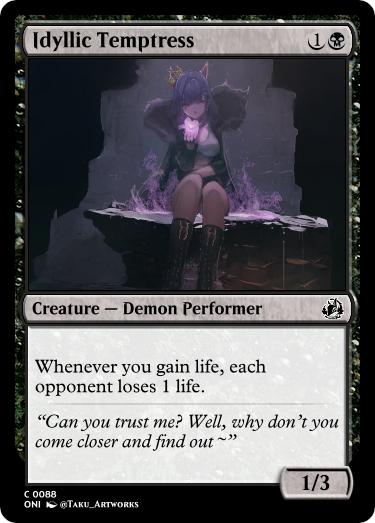 Idyllic Temptress 1
Creature — Demon Performer
Whenever you gain life, each
opponent loses 1 life.
“Can you trust me? Well, why don’t you
come closer and find out ~”
1/3
C 0088
ONI @Taku_Artworks